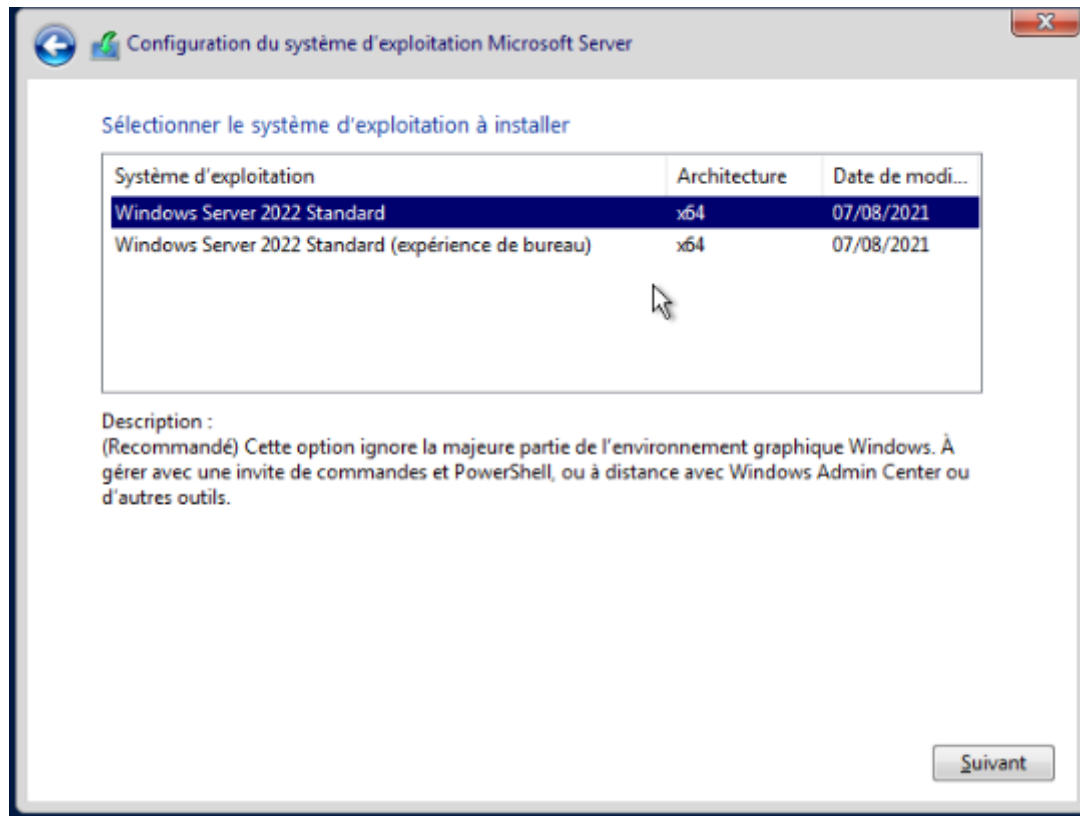 Configuration du système d'exploitation Microsoft Server
Sélectionner le système d'exploitation à installer
Système d'exploitation Architecture Date de modi...
Windows Server 2022 Standard x64 07/08/2021
Windows Server 2022 Standard (expérience de bureau) x64 07/08/2021
Description :
(Recommandé) Cette option ignore la majeure partie de l'environnement graphique Windows. À
gérer avec une invite de commandes et PowerShell, ou à distance avec Windows Admin Center ou
d'autres outils.
Suivant